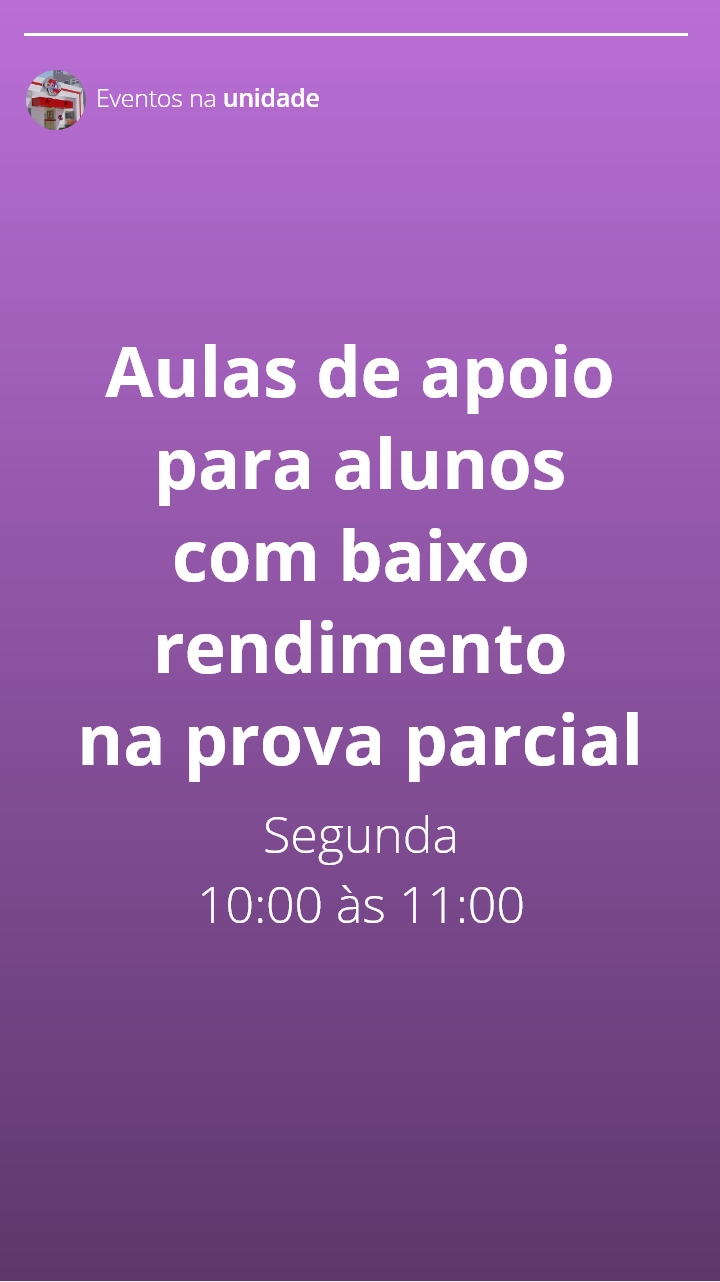 Eventos na unidade
Aulas de apoio
para alunos
com baixo
rendimento
na prova parcial
Segunda
10:00 às 11:00